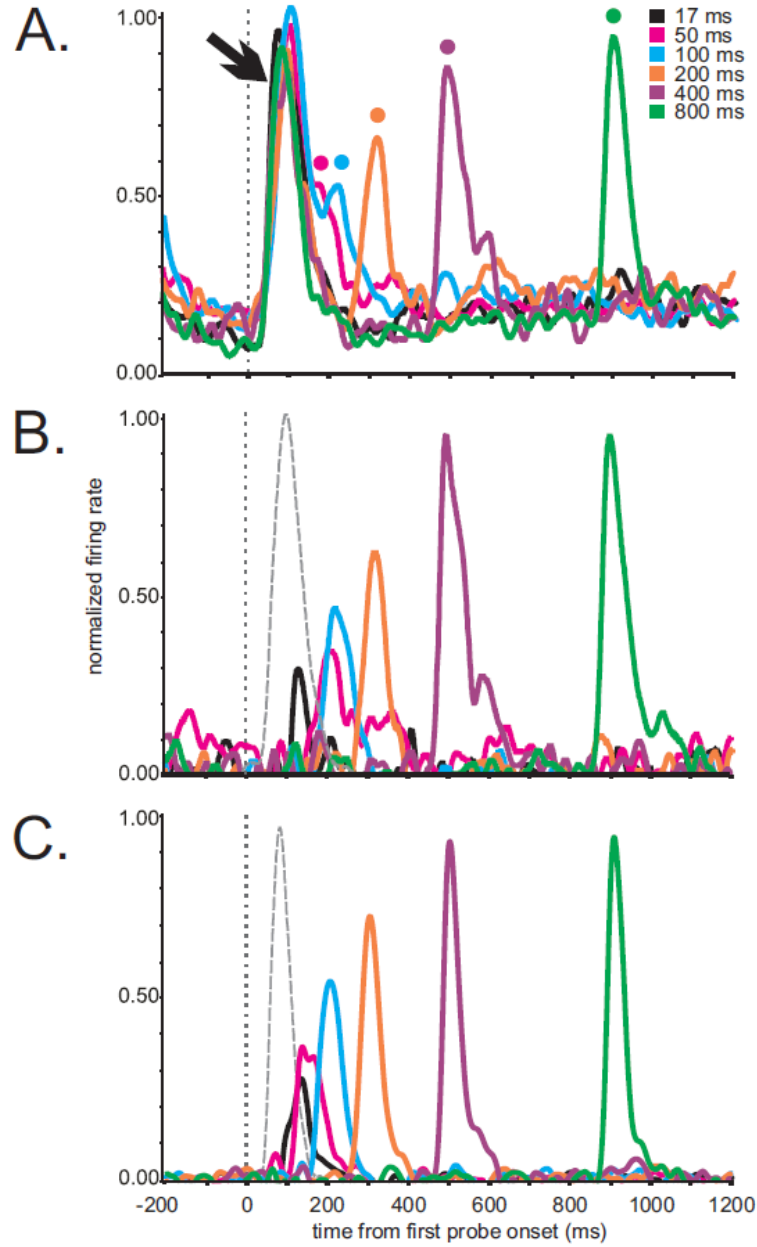 A.
1.00
0.50
0.00
17 ms
50 ms
100 ms
200 ms
400 ms
800 ms
B.
1.00
0.50
0.00
normalized firing rate
C.
1.00
0.50
0.00
-200 0 200 400 600 800 1000 1200
time from first probe onset (ms)